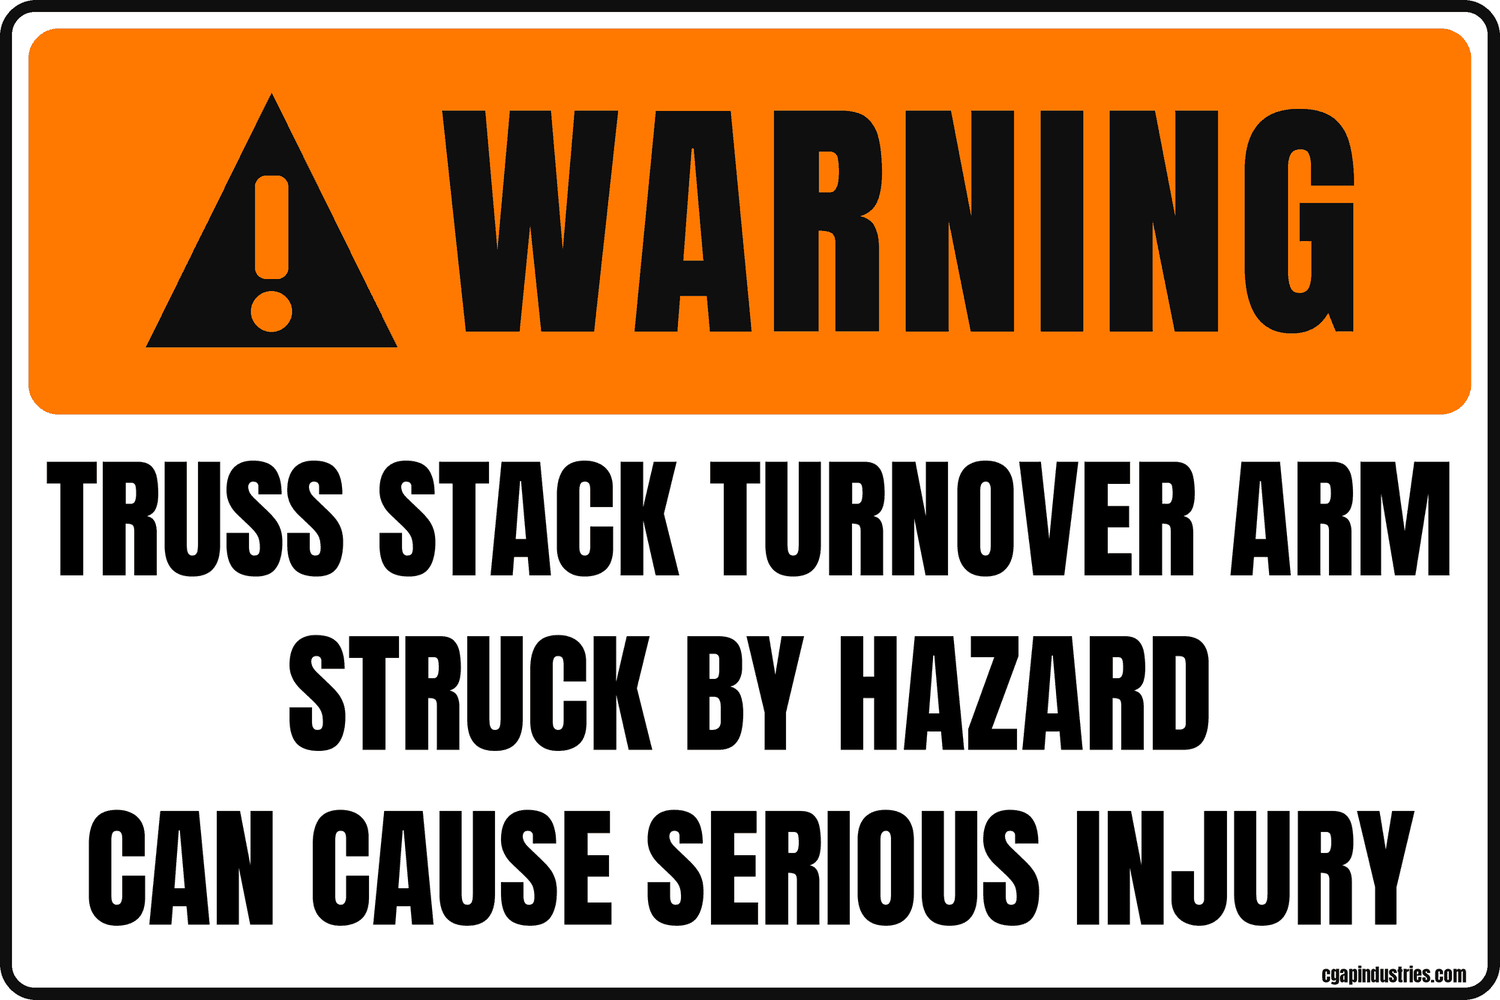 WARNING
TRUSS STACK TURNOVER ARM
STRUCK BY HAZARD
CAN CAUSE SERIOUS INJURY
cgapindustries.com